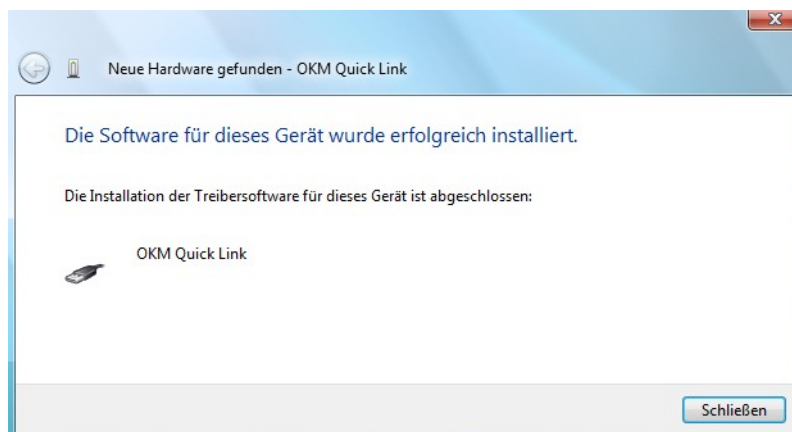 Neue Hardware gefunden - OKM Quick Link
Die Software für dieses Gerät wurde erfolgreich installiert.
Die Installation der Treibersoftware für dieses Gerät ist abgeschlossen:
OKM Quick Link
Schließen